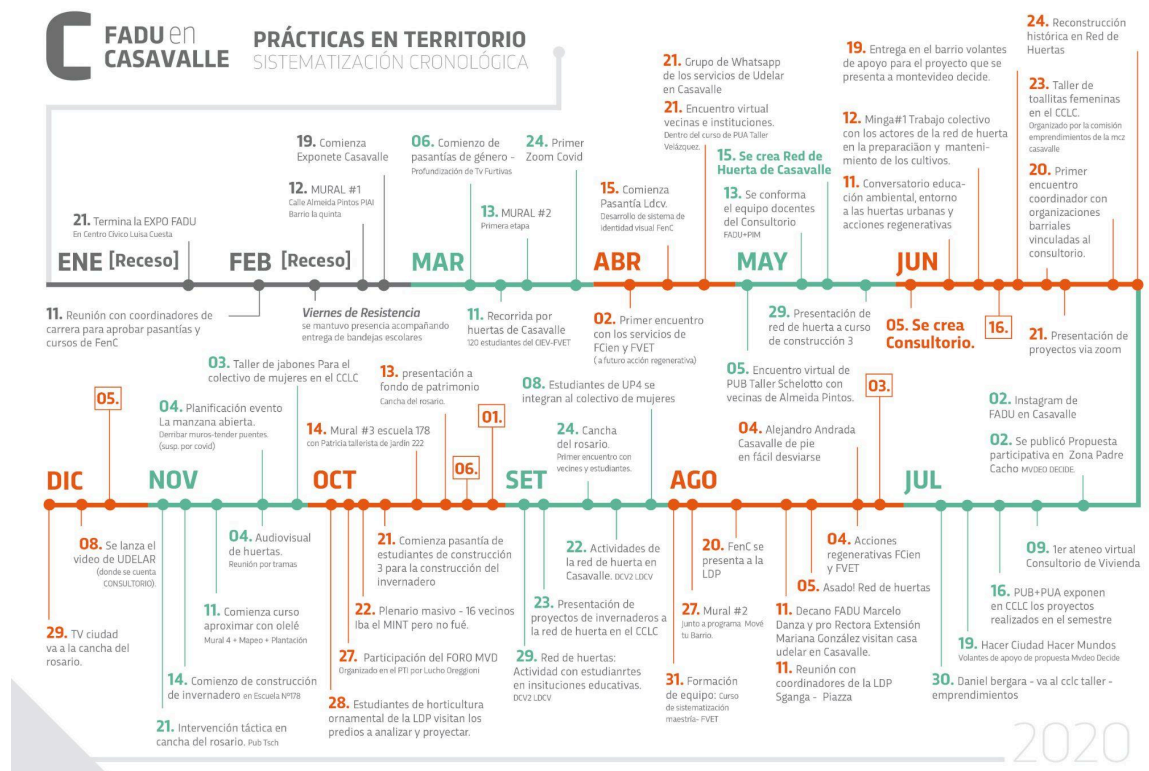 FADU en
CASAVALLE
PRÁCTICAS EN TERRITORIO
SISTEMATIZACIÓN CRONOLÓGICA
21. Termina la EXPO FADU
En Centro Cívico Luisa Cuesta
ENE [Receso]
11. Reunión con coordinadores de
carrera para aprobar pasantías y
cursos de FenC
19. Comienza
Exponete Casavalle
12. MURAL #1
Calle Almeida Pintos PIAI
Barrio la quinta
FEB [Receso]
Viernes de Resistencia
se mantuvo presencia acompañando
entrega de bandejas escolares
06. Comienzo de
pasantías de género -
Profundización de Tv Furtivas
24. Primer
Zoom Covid
13. MURAL #2
Primera etapa
MAR
11. Recorrida por
huertas de Casavalle
120 estudiantes del OEV-FVET
21. Grupo de Whatsapp
de los servicios de Udelar
en Casavalle
21. Encuentro virtual
vecinas e instituciones.
Dentro del curso de PUA Taller
Velázquez.
15. Comienza
Pasantía Ldcv.
Desarrollo de sistema de
identidad visual FenC
ABR
02. Primer encuentro
con los servicios de
FCien y FVET
( a futuro acción regenerativa)
15. Se crea Red de
Huerta de Casavalle
13. Se conforma
el equipo docentes
del Consultorio
FADU+PIM
MAY
29. Presentación de
red de huerta a curso
de construcción 3
05. Encuentro virtual de
PUB Taller Schelotto con
vecinas de Almeida Pintos.
24. Reconstrucción
histórica en Red de
Huertas
19. Entrega en el barrio volantes
de apoyo para el proyecto que se
presenta a montevideo decide.
23. Taller de
toallitas femeninas
en el CCLC.
Organizado por la comisión
emprendimientos de la mcz
casavalle
12. Minga#1 Trabajo colectivo
con los actores de la red de huerta
en la preparaciäon y manteni-
miento de los cultivos.
11. Conversatorio educa-
ción ambiental, entorno
a las huertas urbanas y
acciones regenerativas
20. Primer
encuentro
coordinador con
organizaciones
barriales
vinculadas al
consultorio.
JUN
05. Se crea
Consultorio.
16.
21. Presentación de
proyectos via zoom
02. Instagram de
FADU en Casavalle
02. Se publicó Propuesta
participativa en Zona Padre
Cacho MVDEO DECIDE.
JUL
09. 1er ateneo virtual
Consultorio de Vivienda
16. PUB+PUA exponen
en CCLC los proyectos
realizados en el semestre
19. Hacer Ciudad Hacer Mundos
Volantes de apoyo de propuesta Mvdeo Decide
30. Daniel bergara - va al cclc taller -
emprendimientos
03.
04. Alejandro Andrada
Casavalle de pie
en fácil desviarse
AGO
04. Acciones
regenerativas FCien
y FVET
05. Asado! Red de huertas
11. Decano FADU Marcelo
Danza y pro Rectora Extensión
Mariana González visitan casa
udelar en Casavalle.
11. Reunión con
coordinadores de la LDP
Sganga - Piazza
20. FenC se
presenta a la
LDP
27. Mural #2
junto a programa Mové
tu Barrio.
31. Formación
de equipo: Curso
de sistematización
maestría- FVET
08. Estudiantes de UP4 se
integran al colectivo de mujeres
24. Cancha
del rosario.
Primer encuentro con
vecines y estudiantes.
SET
22. Actividades de
la red de huerta en
Casavalle. DCV2 LDCV
23. Presentación de
proyectos de invernaderos a
la red de huerta en el CCLC
29. Red de huertas:
Actividad con estudianrtes
en insituciones educativas.
DCV2 LDCV
13. presentación a
fondo de patrimonio
Cancha del rosario.
01.
14. Mural #3 escuela 178
con Patricia tallerista de jardín 222
06.
OCT
21. Comienza pasantía de
estudiantes de construcción
3 para la construcción del
invernadero
22. Plenario masivo - 16 vecinos
Iba el MINT pero no fué.
27. Participación del FORO MVD
Organizado en el PTI por Lucho Oreggioni
28. Estudiantes de horticultura
ornamental de la LDP visitan los
predios a analizar y proyectar.
03. Taller de jabones Para el
colectivo de mujeres en el CCLC
04. Planificación evento
La manzana abierta.
Derribar muros-tender puentes.
(susp. por covid)
NOV
04. Audiovisual
de huertas.
Reunión por tramas
11. Comienza curso
aproximar con olelé
Mural 4 + Mapeo + Plantación
14. Comienzo de construcción
de invernadero en Escuela Nº178
21. Intervención táctica en
cancha del rosario. Pub Tsch
05.
DIC
08. Se lanza el
video de UDELAR
(donde se cuenta
CONSULTORIO).
29. TV ciudad
va a la cancha del
rosario.
2020